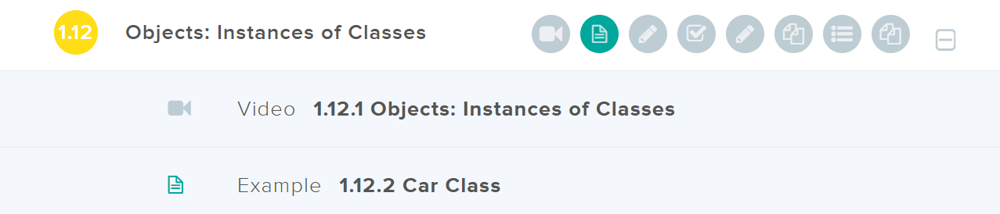 1.12 Objects: Instances of Classes
Video 1.12.1 Objects: Instances of Classes
Example 1.12.2 Car Class